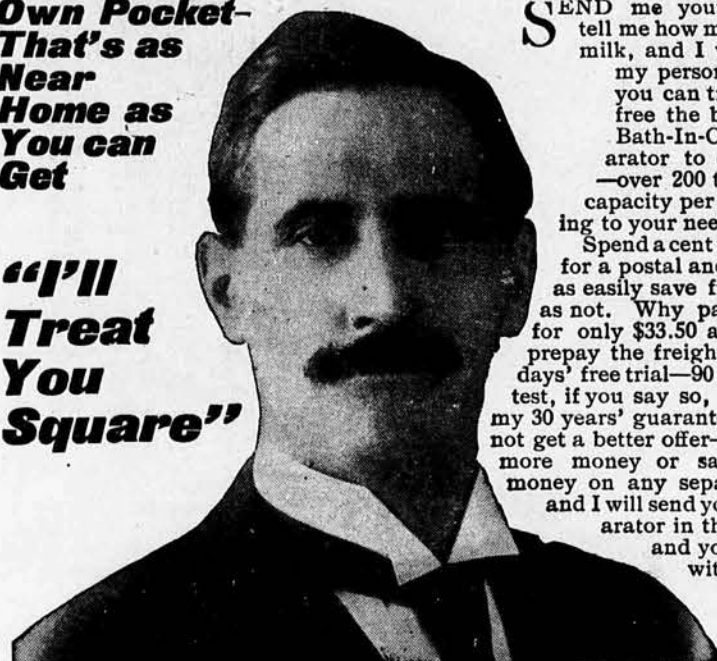 Own Pocket–
That's as
Near
Home as
You can
Get
"I'll
Treat
You
Square"
SEND me you
tell me how m
milk, and I
my person
you can t
free the b
Bath-In-O
arator to
—over 200 t
capacity per
ing to your nee
Spend a cent
for a postal and
as easily save f
as not. Why pa
for only $33.50 a
prepay the freigh
days' free trial—90
test, if you say so,
my 30 years' guarant
not get a better offer—
more money or sa
money on any sepa
and I will send yo
arator in th
and yo
wit